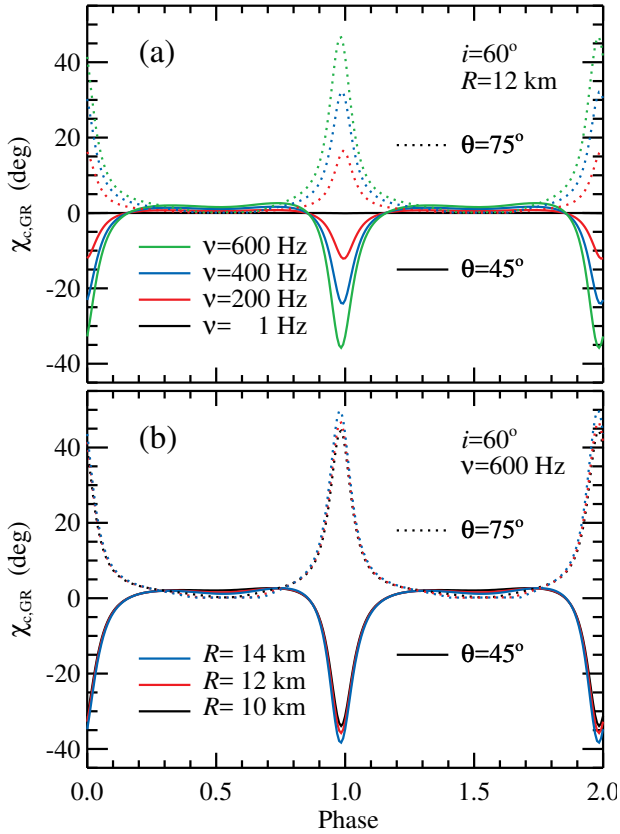 (a)
i=60°
R=12 km
θ=75°
θ=45°
ν=600 Hz
ν=400 Hz
ν=200 Hz
ν= 1 Hz
χc,GR (deg)
40
20
0
-20
-40
(b)
i=60°
ν=600 Hz
θ=75°
θ=45°
R= 14 km
R= 12 km
R= 10 km
χc,GR (deg)
40
20
0
-20
-40
0.0 0.5 1.0 1.5 2.0
Phase